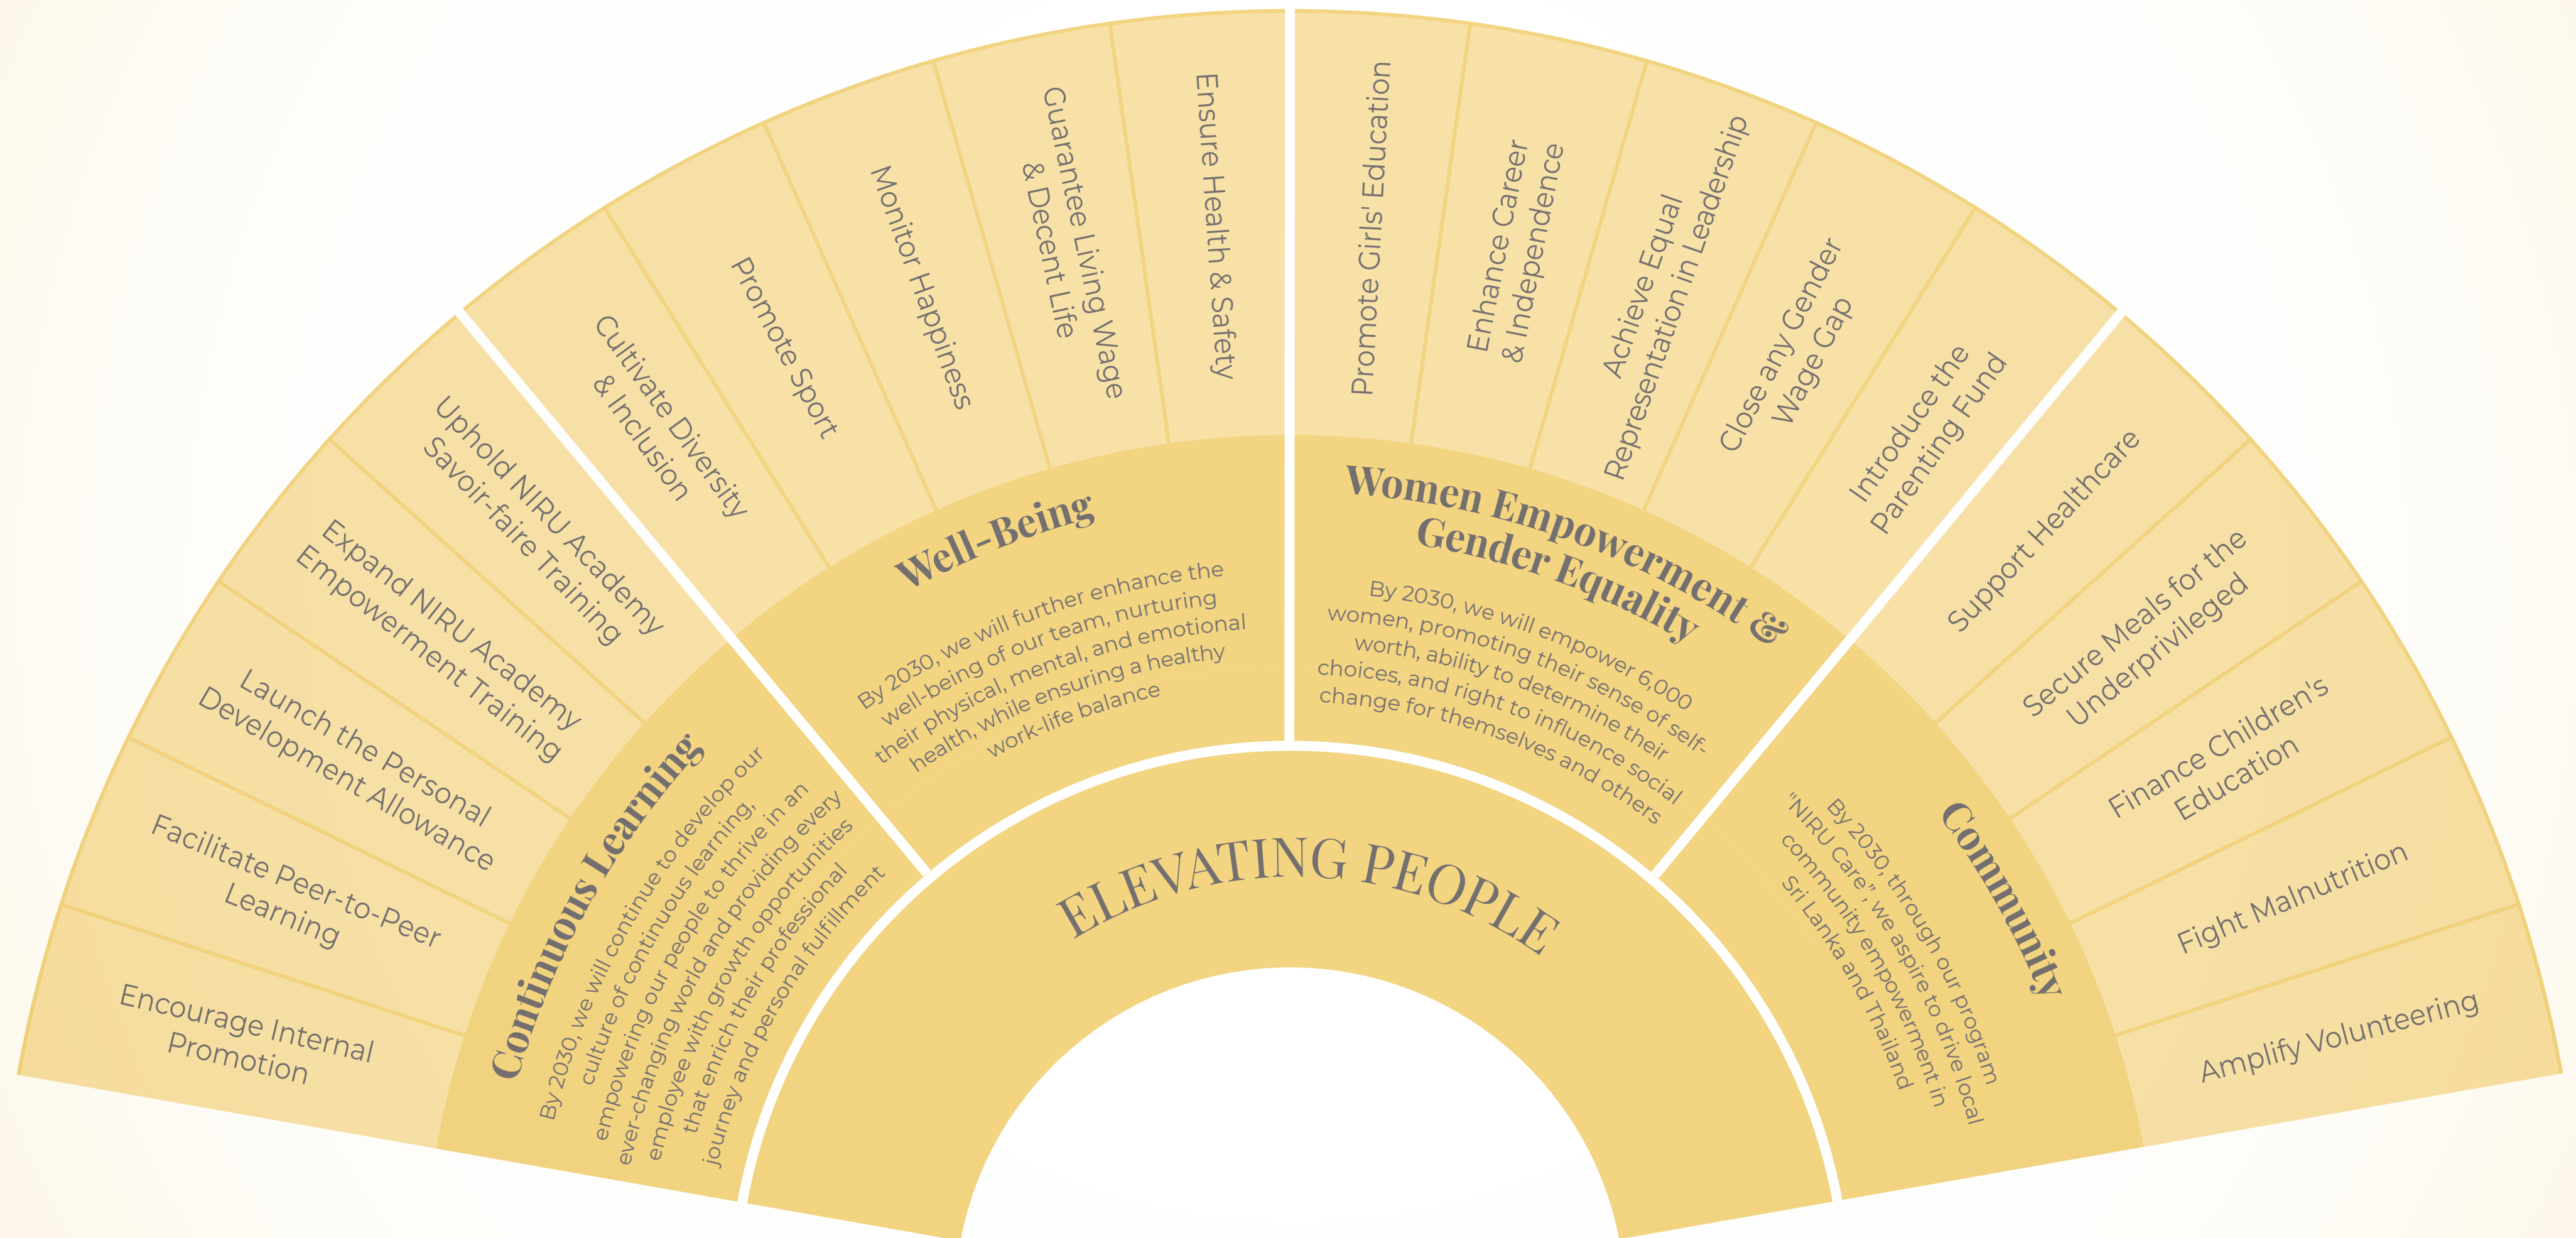 Encourage Internal
Promotion
Facilitate Peer-to-Peer
Learning
Launch the Personal
Development Allowance
Expand NIRU Academy
Empowerment Training
Uphold NIRU Academy
Savoir-faire Training
Continuous Learning
By 2030, we will continue to develop our
culture of continuous learning,
empowering our people to thrive in an
ever-changing world and providing every
employee with growth opportunities
that enrich their professional
journey and personal fulfillment
Cultivate Diversity
& Inclusion
Promote Sport
Monitor Happiness
Guarantee Living Wage
& Decent Life
Ensure Health & Safety
Well-Being
By 2030, we will further enhance the
well-being of our team, nurturing
their physical, mental, and emotional
health, while ensuring a healthy
work-life balance
Promote Girls' Education
Enhance Career
& Independence
Achieve Equal
Representation in Leadership
Close any Gender
Wage Gap
Introduce the
Parenting Fund
Women Empowerment &
Gender Equality
By 2030, we will empower 6,000
women, promoting their sense of self-
worth, ability to determine their
choices, and right to influence social
change for themselves and others
Support Healthcare
Secure Meals for the
Underprivileged
Finance Children's
Education
Fight Malnutrition
Amplify Volunteering
Community
By 2030, through our program
"NIRU Care", we aspire to drive local
community empowerment in
Sri Lanka and Thailand
ELEVATING PEOPLE